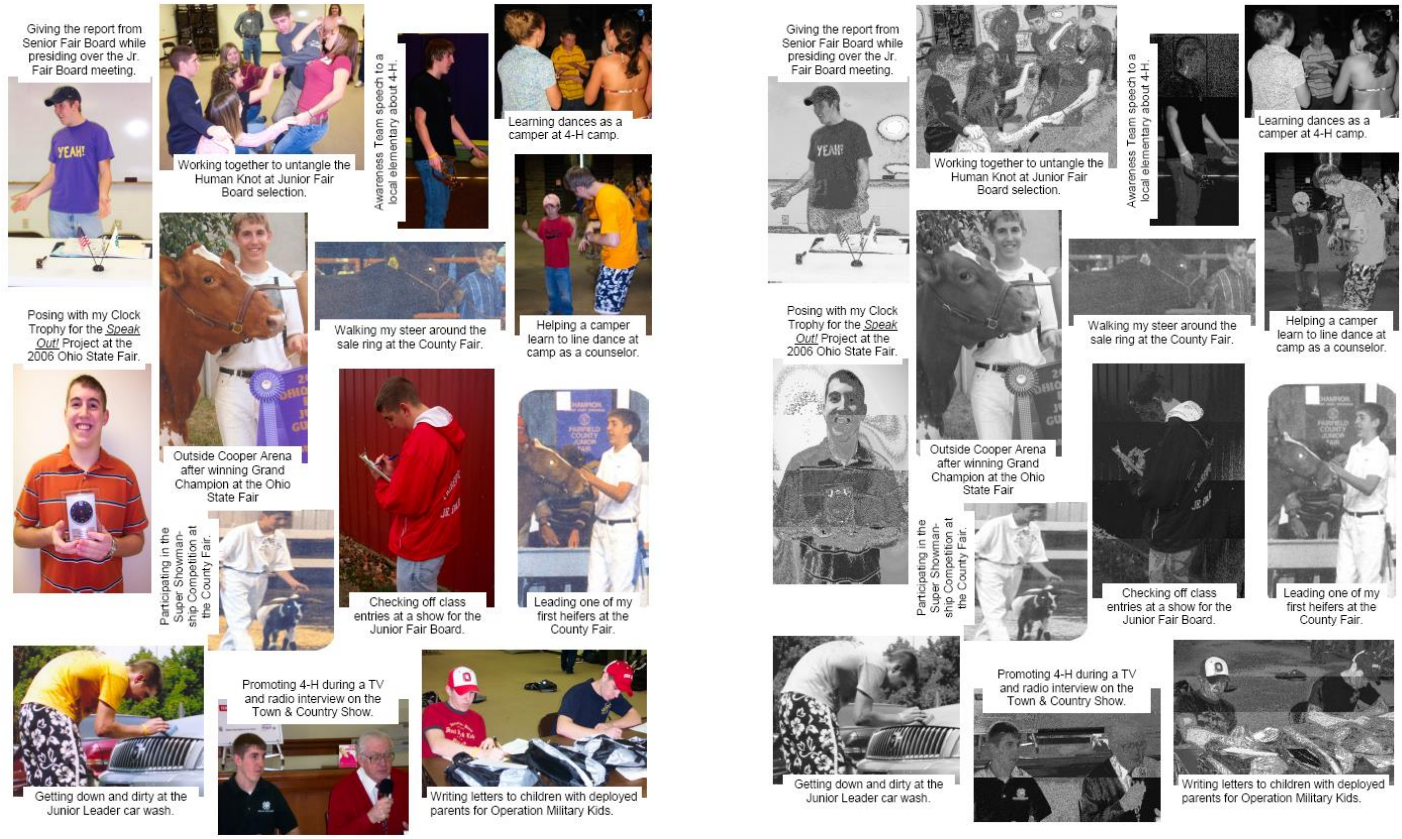 Giving the report from
Senior Fair Board while
presiding over the Jr.
Fair Board meeting.
YEAH!
Working together to untangle the
Human Knot at Junior Fair
Board selection.
Awareness Team speech to a
local elementary about 4-H.
Learning dances as a
camper at 4-H camp.
Posing with my Clock
Trophy for the Speak
Out! Project at the
2006 Ohio State Fair.
Walking my steer around the
sale ring at the County Fair.
Helping a camper
learn to line dance at
camp as a counselor.
Outside Cooper Arena
after winning Grand
Champion at the Ohio
State Fair
CHAMPION
FAIRFIELD
COUNTY
JUNIOR
FAIR
Participating in the
Super Showman-
ship Competition at
the County Fair.
Checking off class
entries at a show for the
Junior Fair Board.
Leading one of my
first heifers at the
County Fair.
Getting down and dirty at the
Junior Leader car wash.
Promoting 4-H during a TV
and radio interview on the
Town & Country Show.
Writing letters to children with deployed
parents for Operation Military Kids.
Giving the report from
Senior Fair Board while
presiding over the Jr.
Fair Board meeting.
YEAH!
Working together to untangle the
Human Knot at Junior Fair
Board selection.
Awareness Team speech to a
local elementary about 4-H.
Learning dances as a
camper at 4-H camp.
Posing with my Clock
Trophy for the Speak
Out! Project at the
2006 Ohio State Fair.
Walking my steer around the
sale ring at the County Fair.
Helping a camper
learn to line dance at
camp as a counselor.
Outside Cooper Arena
after winning Grand
Champion at the Ohio
State Fair
CHAMPION
FAIRFIELD
COUNTY
JUNIOR
FAIR
Participating in the
Super Showman-
ship Competition at
the County Fair.
Checking off class
entries at a show for the
Junior Fair Board.
Leading one of my
first heifers at the
County Fair.
Getting down and dirty at the
Junior Leader car wash.
Promoting 4-H during a TV
and radio interview on the
Town & Country Show.
Writing letters to children with deployed
parents for Operation Military Kids.